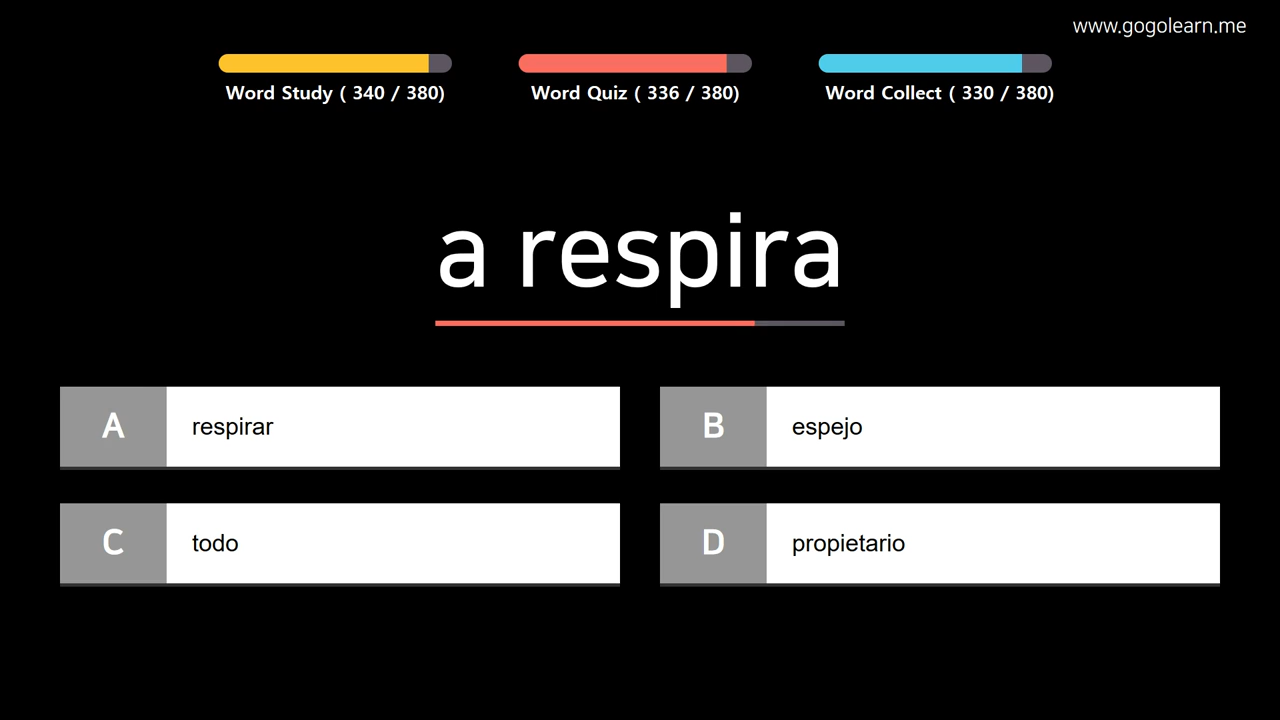 www.gogolearn.me
Word Study ( 340 / 380)
Word Quiz ( 336 / 380)
Word Collect ( 330 / 380)
a respira
A respirar
B espejo
C todo
D propietario